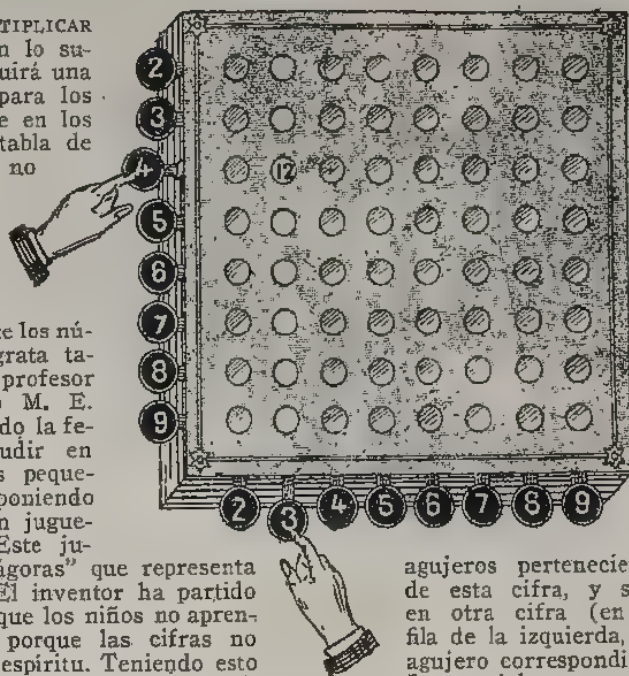 TIPLICAR
n lo su-
uirá una
para los
e en los
tabla de
no
te los nú-
grata ta-
profesor
o M. E.
do la fe-
udir en
s peque-
poniendo
n jugue-
Este ju-
ágoras" que representa
El inventor ha partido
que los niños no apren-
porque las cifras no
espíritu. Teniendo esto
2
3
4
12
5
6
7
8
9
2 3 4 5 6 7 8 9
agujeros pertenecie
de esta cifra, y s
en otra cifra (en
fila de la izquierda,
agujero correspondi